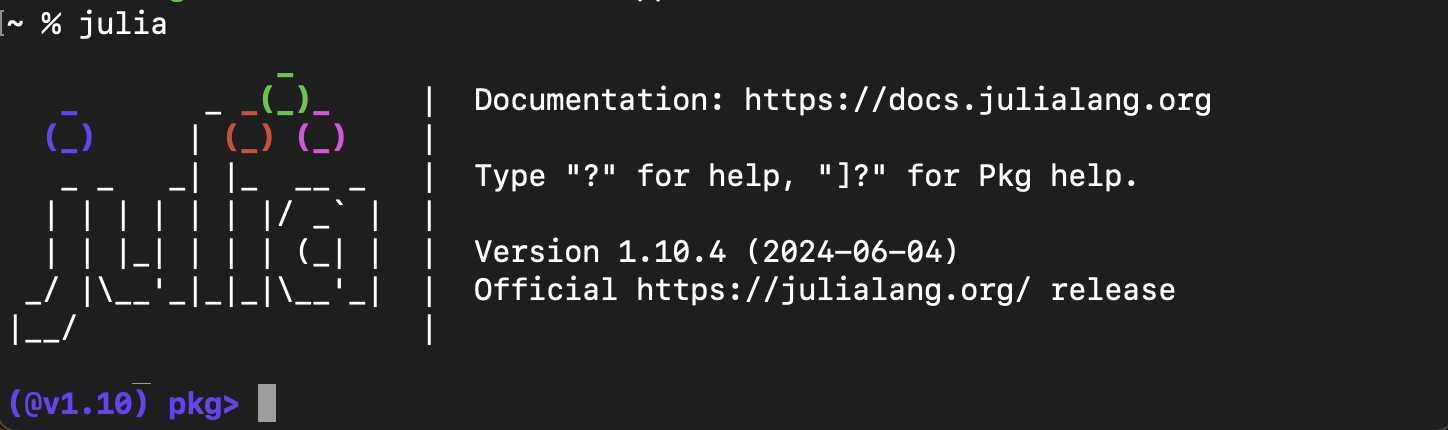 ~ % julia
Documentation: https://docs.julialang.org
Type "?" for help, "]?" for Pkg help.
Version 1.10.4 (2024-06-04)
Official https://julialang.org/ release
(@v1.10) pkg>